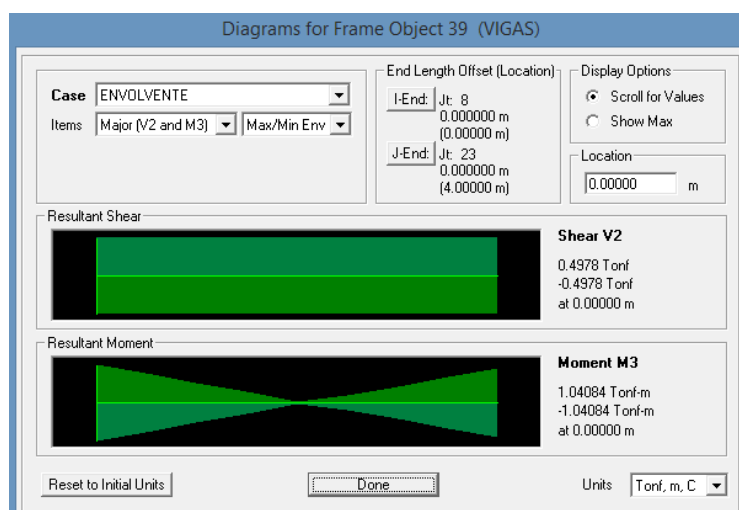 Diagrams for Frame Object 39 (VIGAS)
Case ENVOLVENTE
Items Major (V2 and M3) Max/Min Env
End Length Offset (Location)
I-End: Jt: 8
0.000000 m
(0.00000 m)
J-End: Jt: 23
0.000000 m
(4.00000 m)
Display Options
Scroll for Values
Show Max
Location
0.00000 m
Resultant Shear
Shear V2
0.4978 Tonf
-0.4978 Tonf
at 0.00000 m
Resultant Moment
Moment M3
1.04084 Tonf-m
-1.04084 Tonf-m
at 0.00000 m
Reset to Initial Units Done Units Tonf, m, C